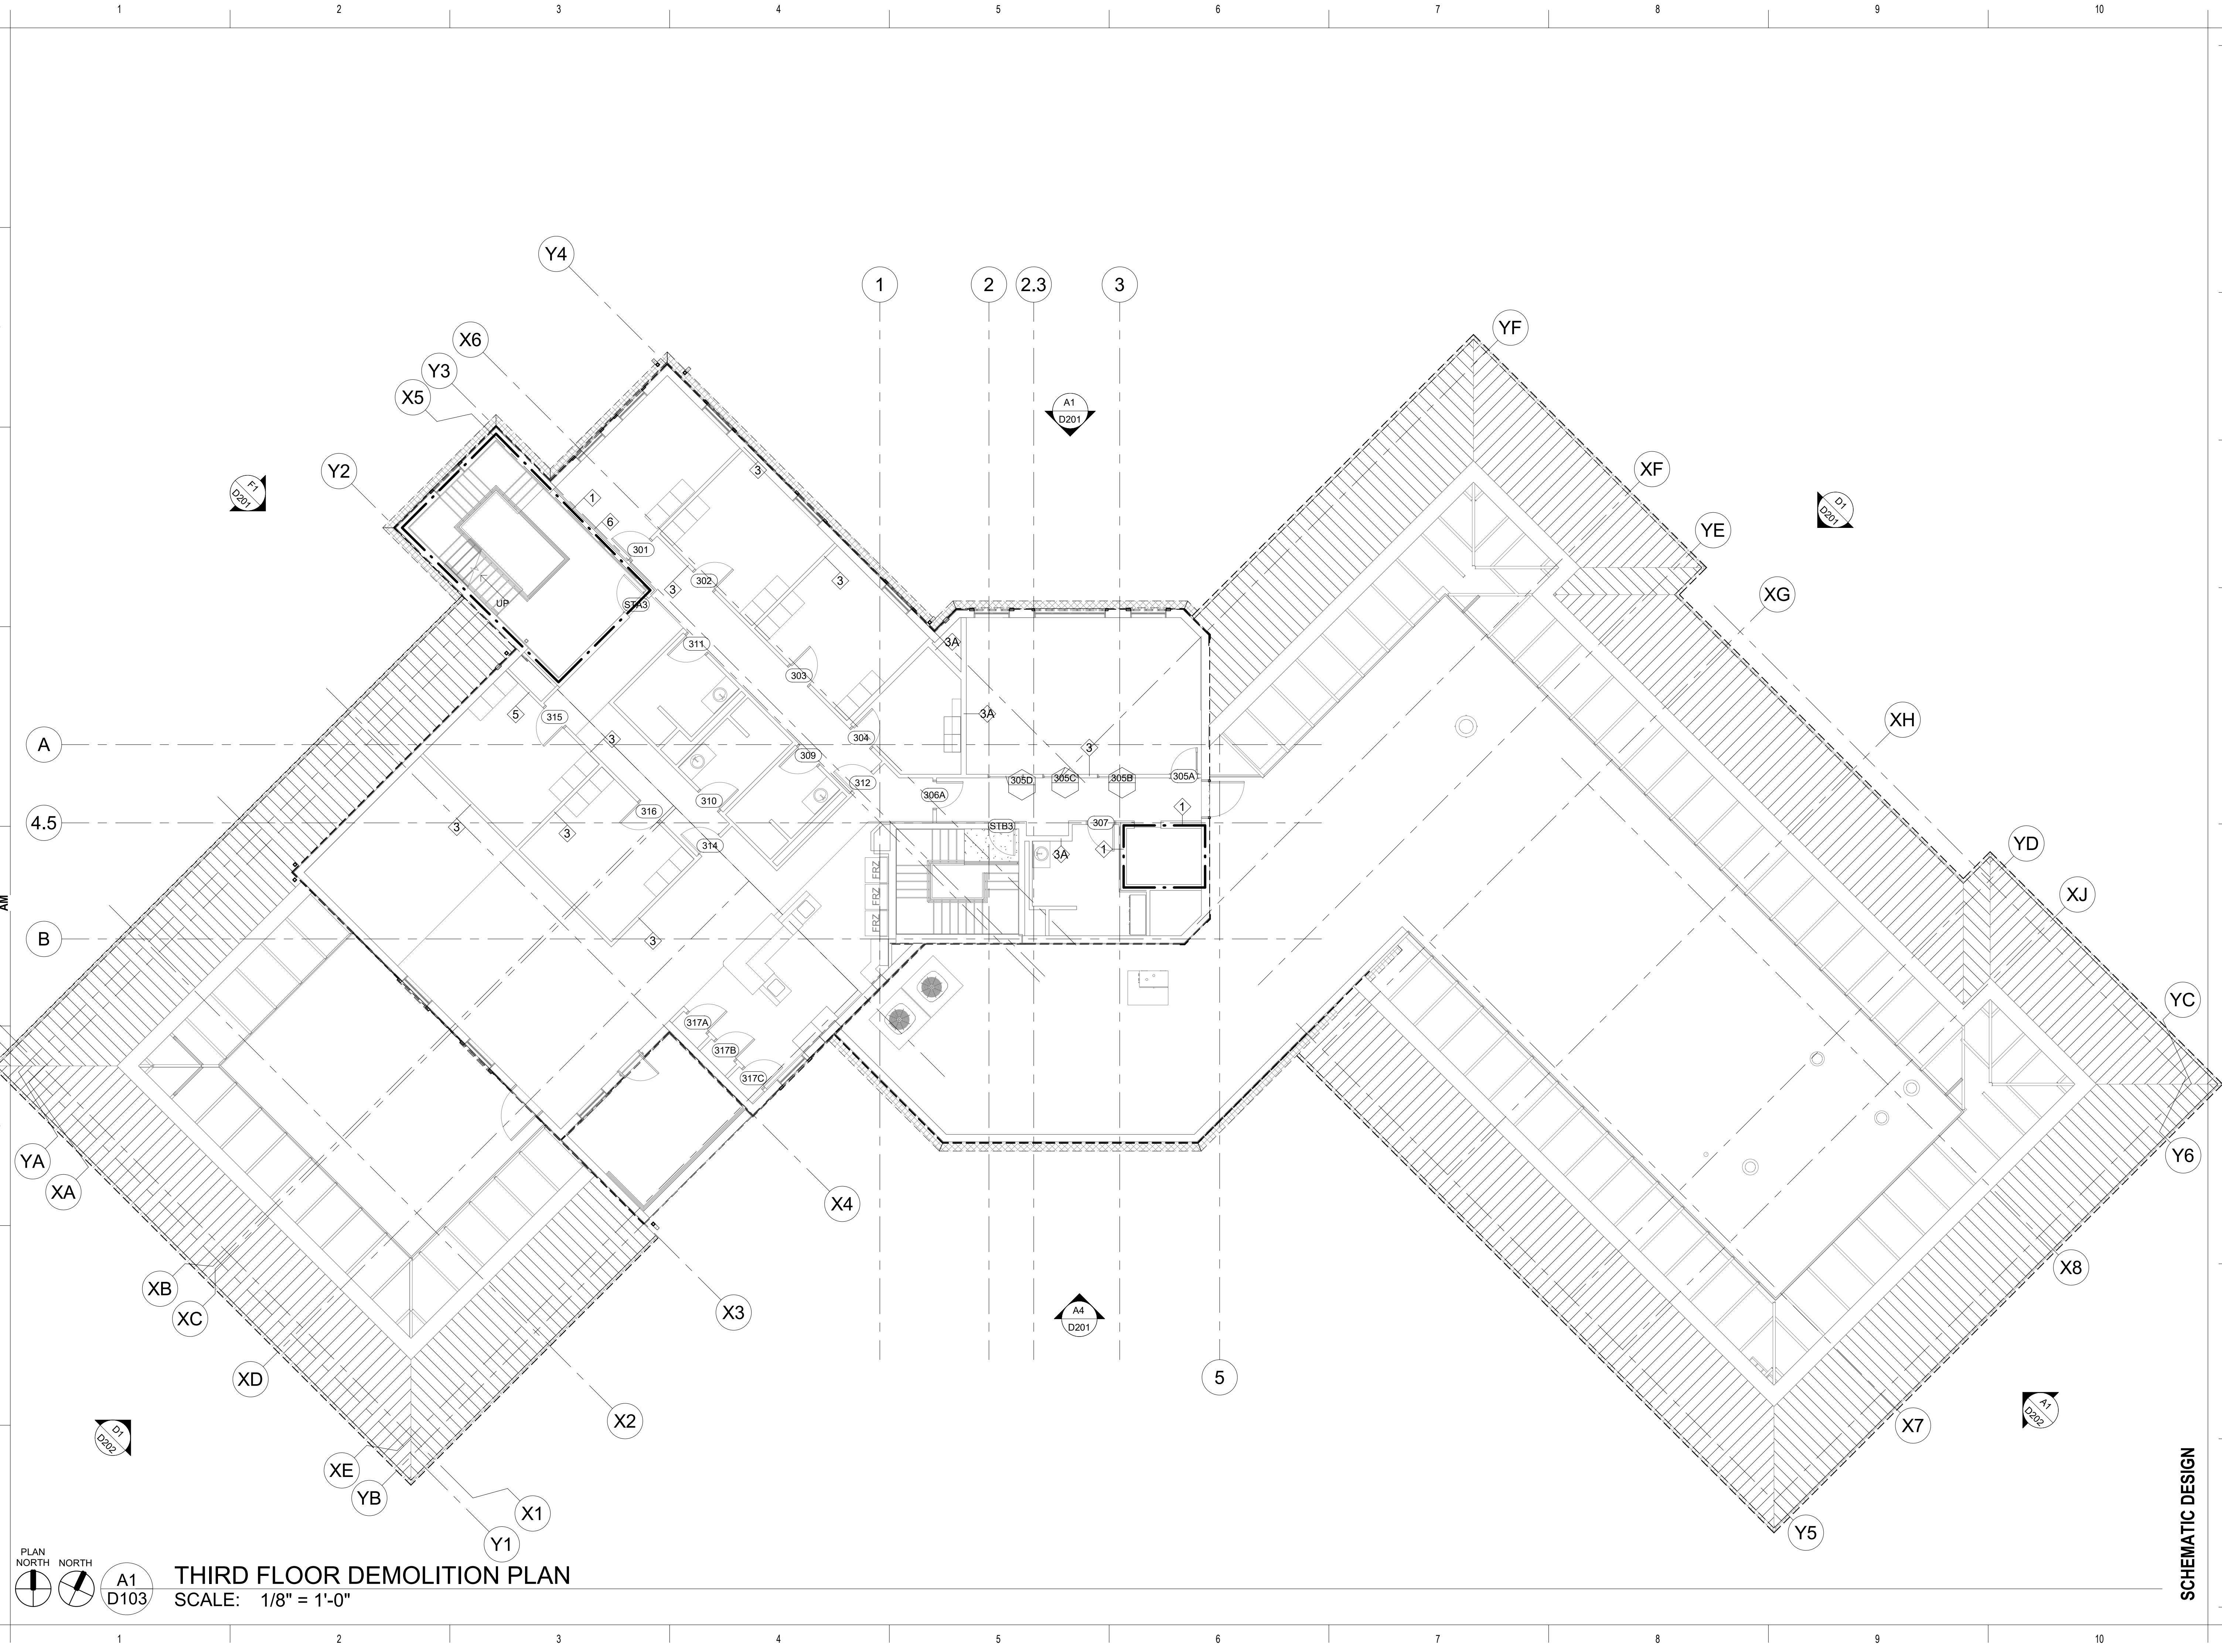 1 2 3 4 5 6 7 8 9 10
Y4
1
2
2.3
3
YF
X6
Y3
X5
A1
D201
Y2
XF
F1
D201
D1
D201
YE
3
1
6
301
302
3
3
STA3
UP
XG
311
3A
303
5
315
3A
XH
304
3
A
3
309
305D
305C
305B
305A
312
306A
310
316
1
4.5
3
3
STB3
307
YD
314
3A
1
FRZ
FRZ
FRZ
XJ
AM
B
3
YC
317A
317B
317C
YA
XA
Y6
X4
XB
XC
X3
A4
D201
X8
XD
5
X2
D1
D202
A1
D202
X7
XE
YB
X1
Y1
Y5
SCHEMATIC DESIGN
PLAN
NORTH
NORTH
A1
D103
THIRD FLOOR DEMOLITION PLAN
SCALE: 1/8" = 1'-0"
1 2 3 4 5 6 7 8 9 10